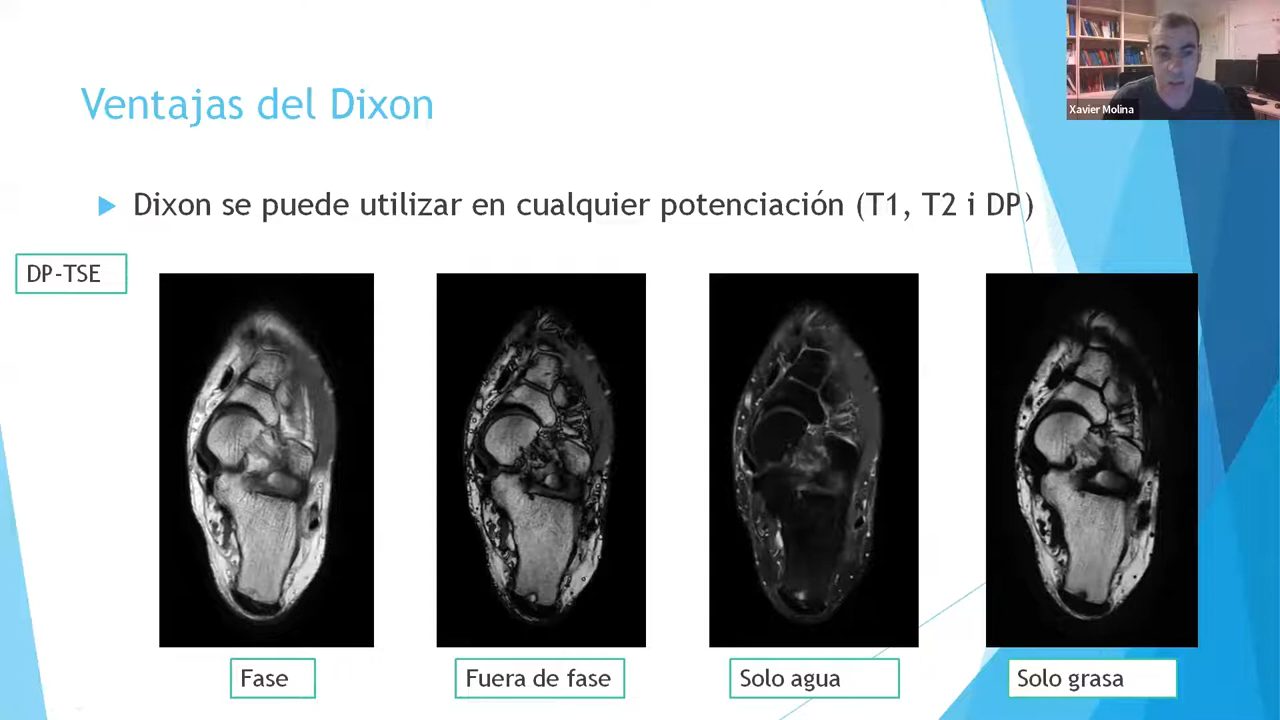 Xavier Molina
Ventajas del Dixon
Dixon se puede utilizar en cualquier potenciación (T1, T2 i DP)
DP-TSE
Fase
Fuera de fase
Solo agua
Solo grasa